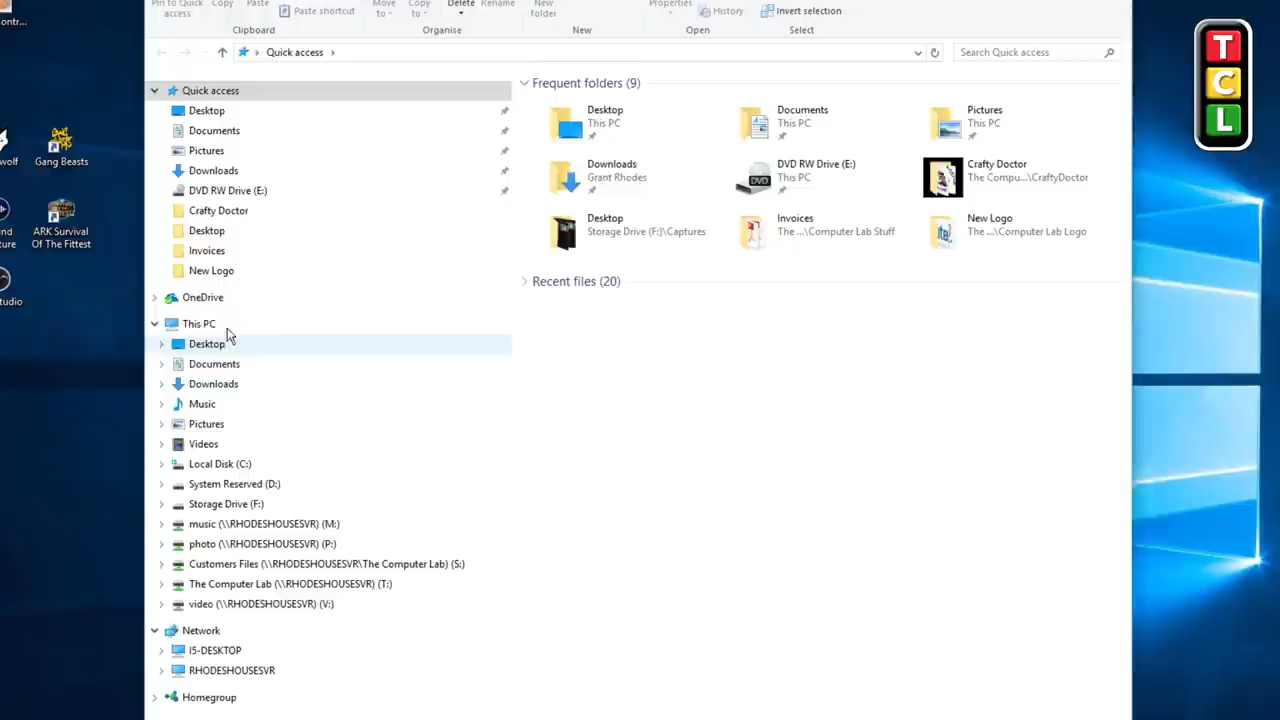 Pin to Quick access
Copy
Paste
Paste shortcut
Move to
Copy to
Delete
Rename
New folder
Properties
History
Invert selection
Clipboard
Organise
New
Open
Select
Quick access
Search Quick access
Quick access
Desktop
Documents
Pictures
Downloads
DVD RW Drive (E:)
Crafty Doctor
Desktop
Invoices
New Logo
OneDrive
This PC
Desktop
Documents
Downloads
Music
Pictures
Videos
Local Disk (C:)
System Reserved (D:)
Storage Drive (F:)
music (\\RHODESHOUSESVR) (M:)
photo (\\RHODESHOUSESVR) (P:)
Customers Files (\\RHODESHOUSESVR\The Computer Lab) (S:)
The Computer Lab (\\RHODESHOUSESVR) (T:)
video (\\RHODESHOUSESVR) (V:)
Network
I5-DESKTOP
RHODESHOUSESVR
Homegroup
Frequent folders (9)
Desktop
This PC
Documents
This PC
Pictures
This PC
Downloads
Grant Rhodes
DVD RW Drive (E:)
This PC
DVD
Crafty Doctor
The Compu...\CraftyDoctor
Desktop
Storage Drive (F:)\Captures
Invoices
The ...\Computer Lab Stuff
New Logo
The ...\Computer Lab Logo
Recent files (20)
Gang Beasts
ARK Survival
Of The Fittest
T
C
L